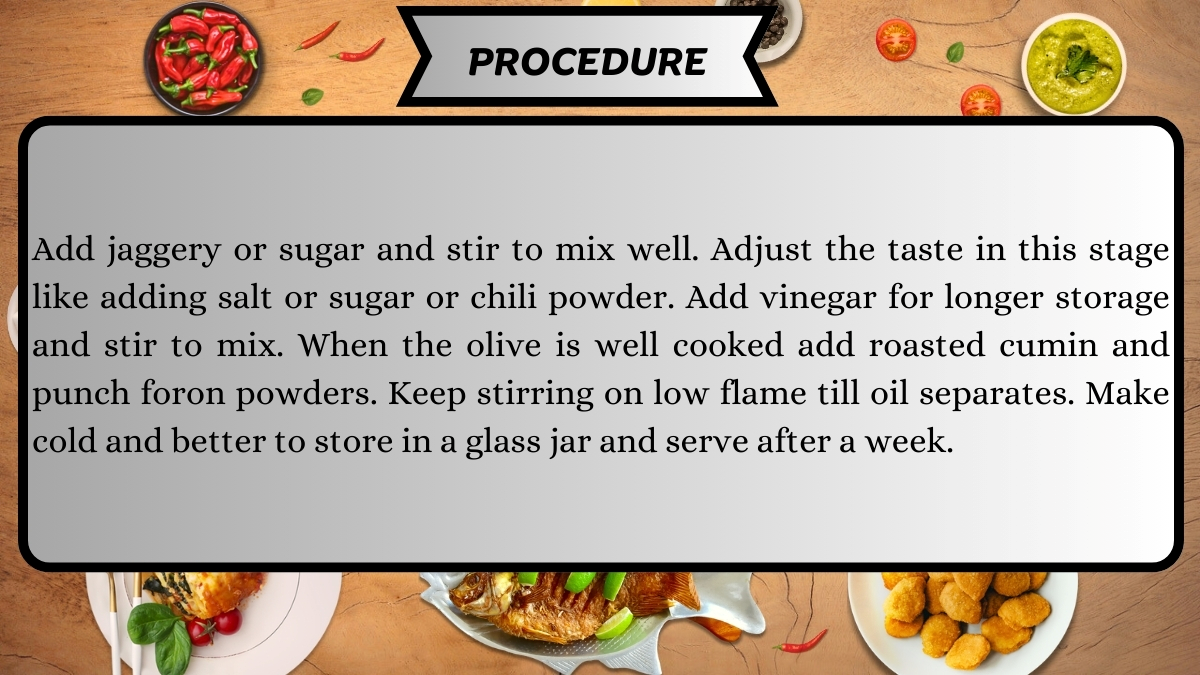 PROCEDURE
Add jaggery or sugar and stir to mix well. Adjust the taste in this stage
like adding salt or sugar or chili powder. Add vinegar for longer storage
and stir to mix. When the olive is well cooked add roasted cumin and
punch foron powders. Keep stirring on low flame till oil separates. Make
cold and better to store in a glass jar and serve after a week.